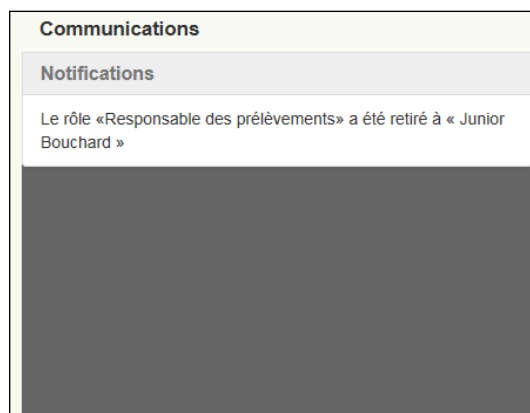 Communications
Notifications
Le rôle «Responsable des prélèvements» a été retiré à « Junior
Bouchard »